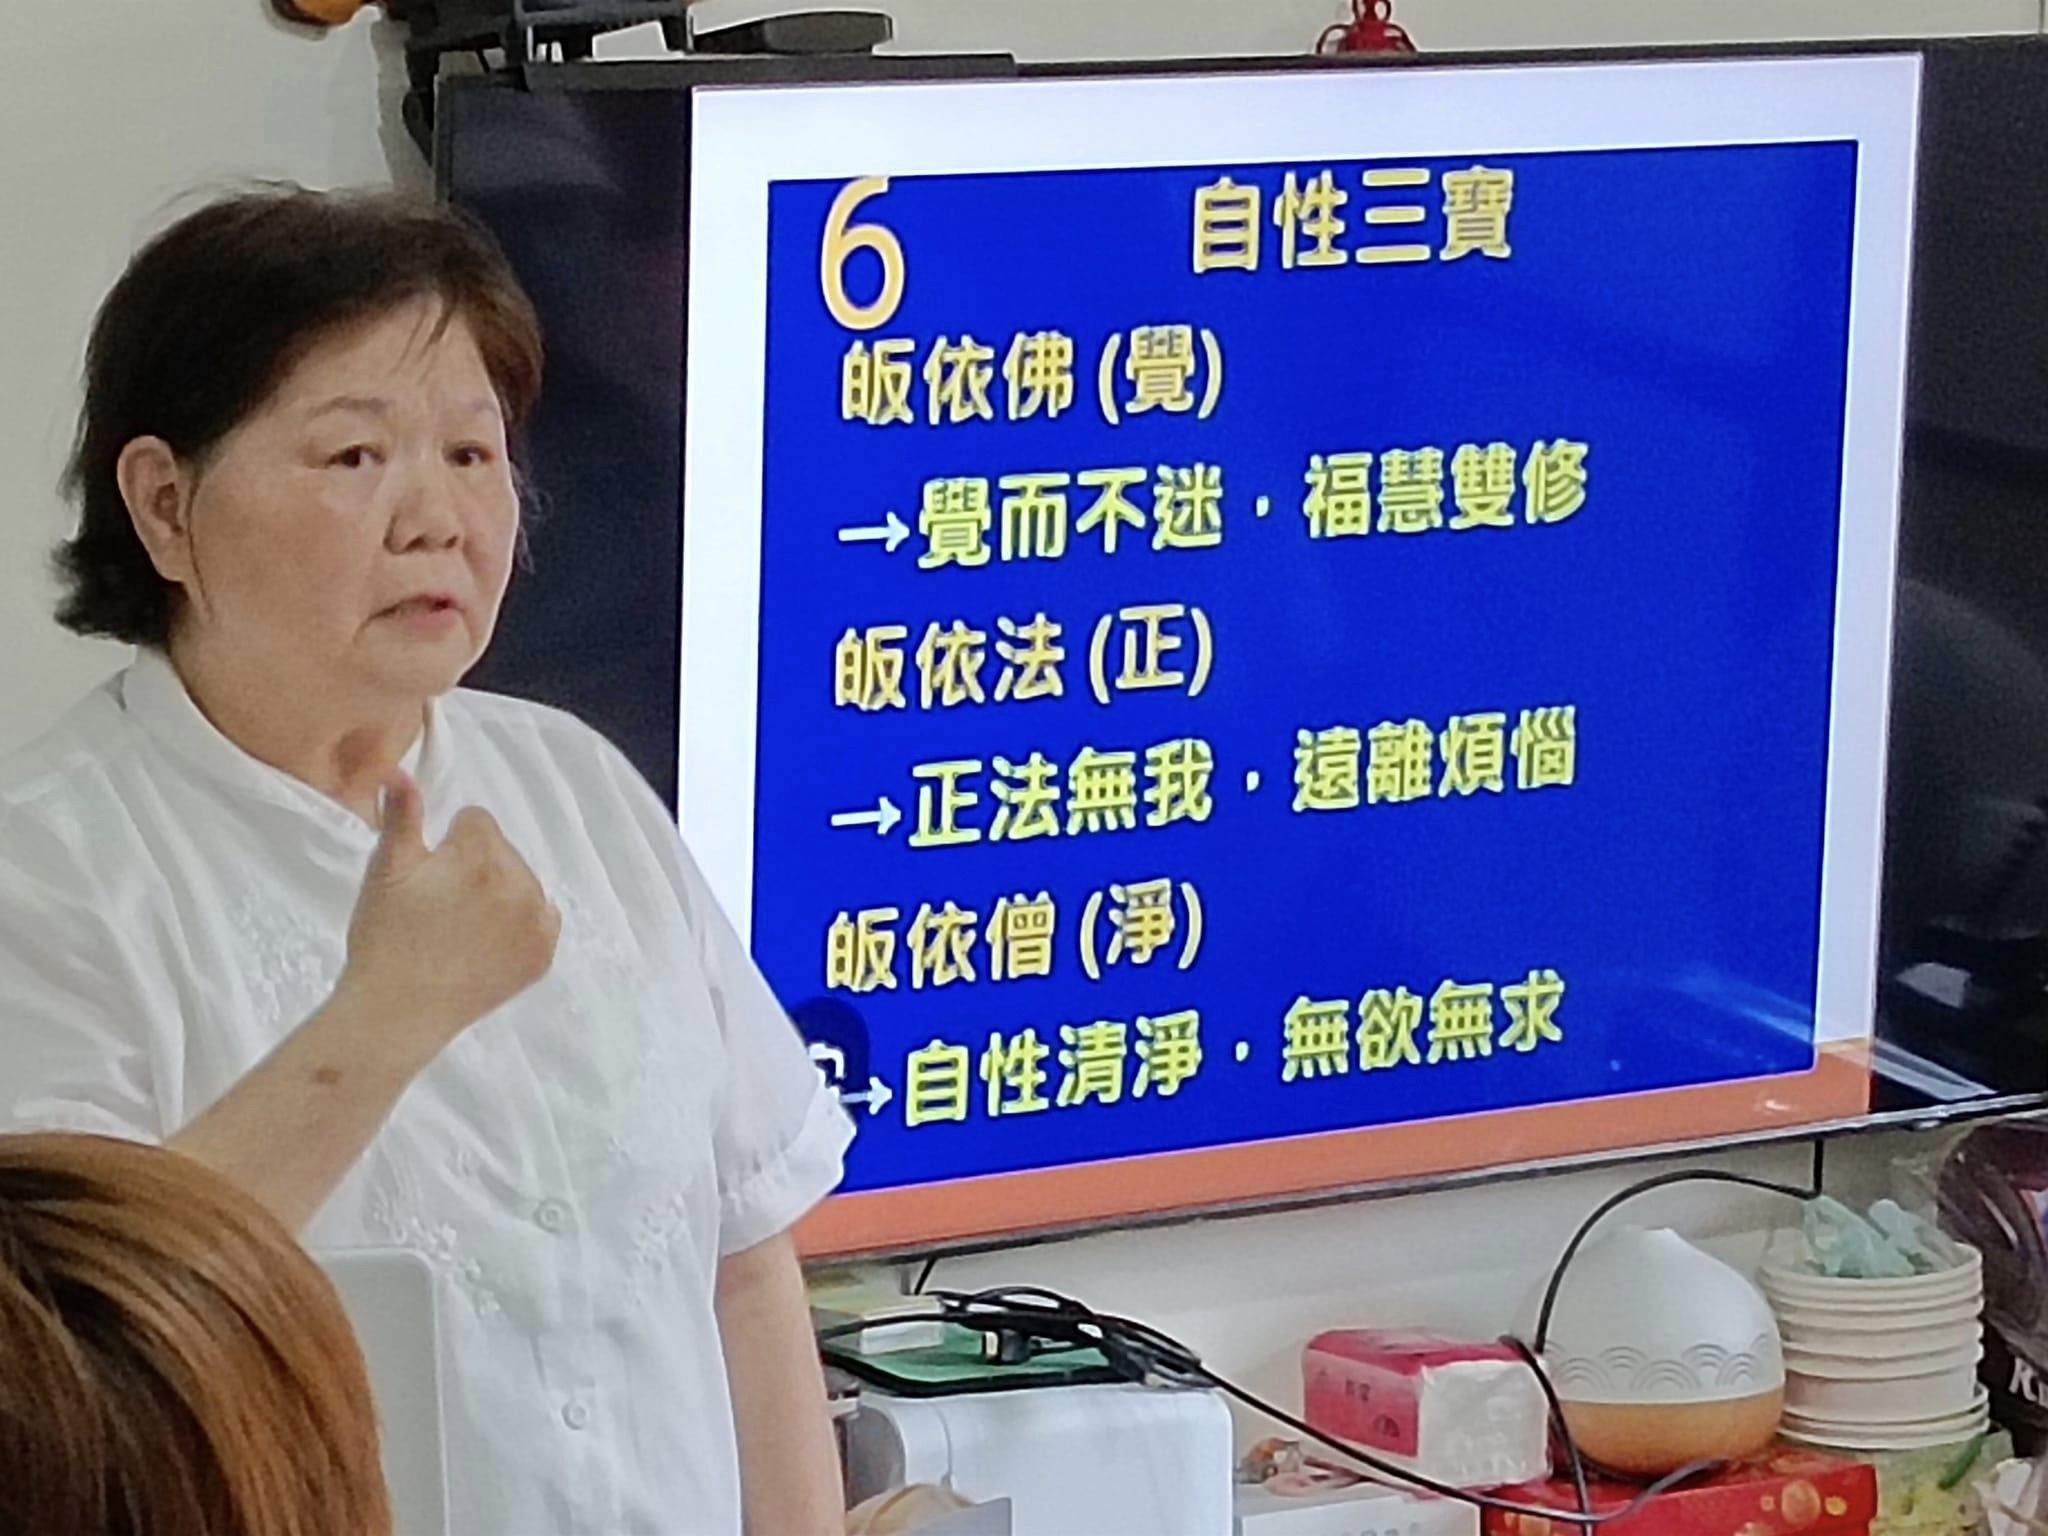 6 自性三寶
皈依佛 (覺)
→覺而不迷，福慧雙修
皈依法 (正)
→正法無我，遠離煩惱
皈依僧 (淨)
→自性清淨，無欲無求